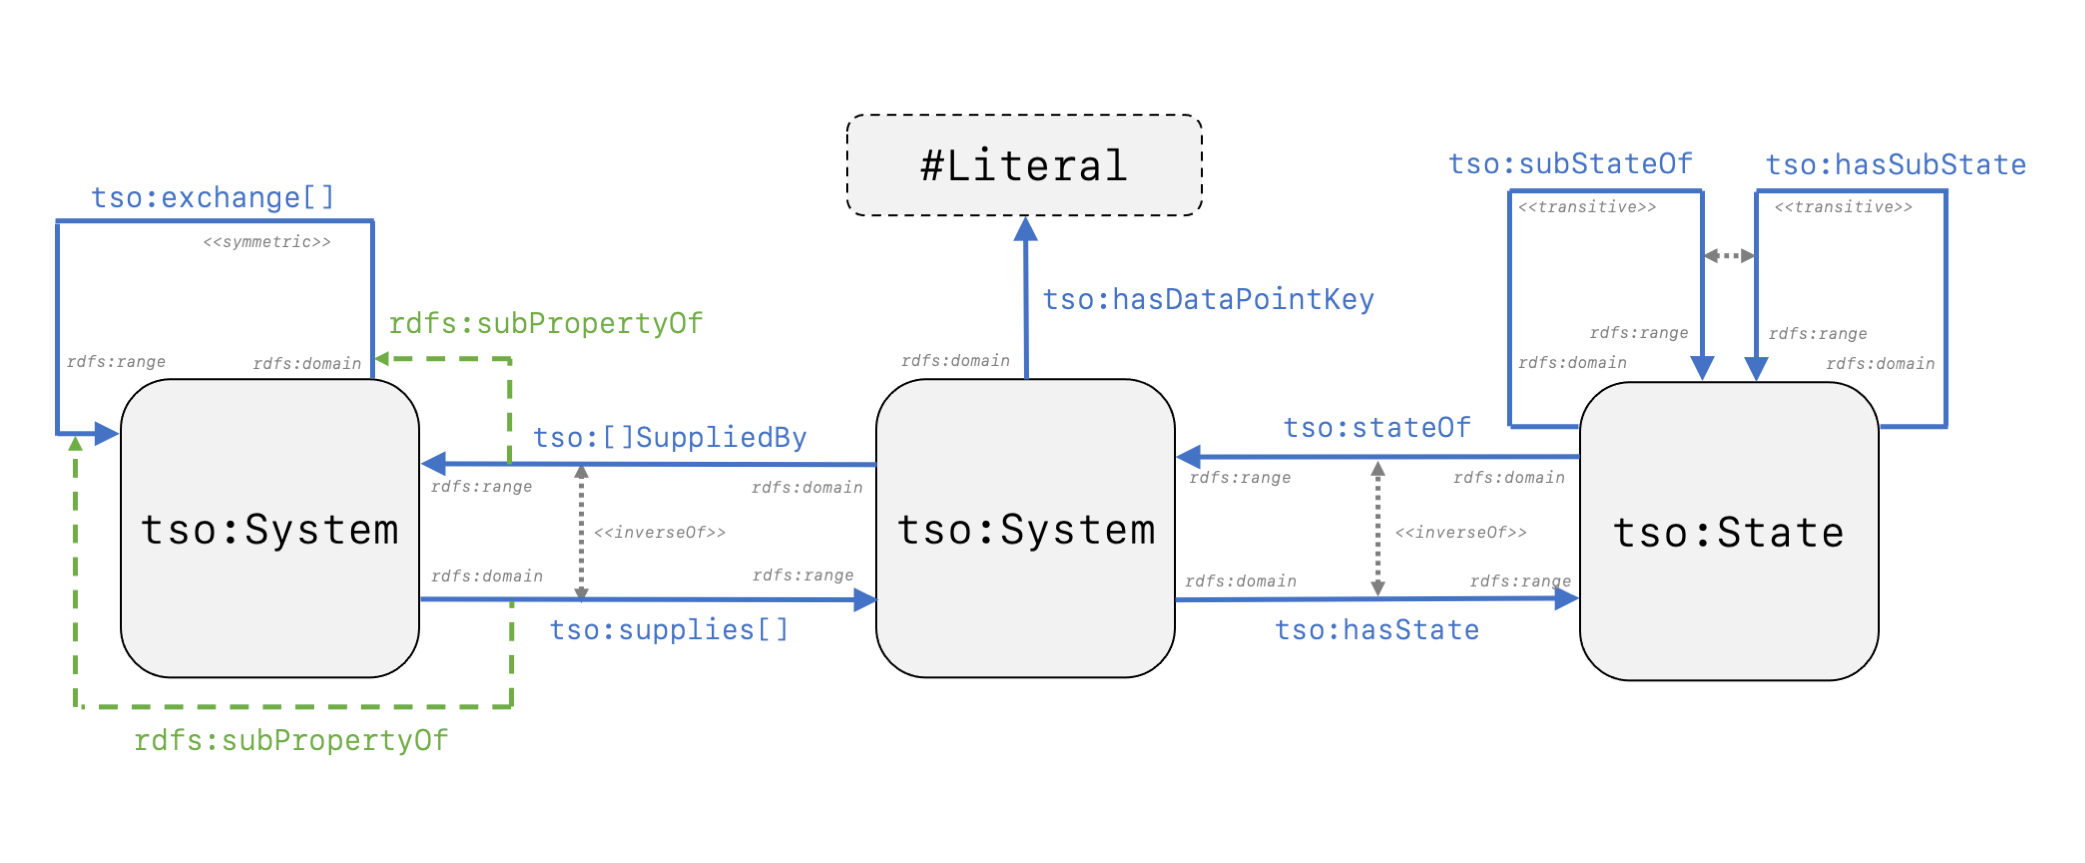 #Literal
tso:subStateOf
tso:hasSubState
tso:exchange[]
<<transitive>>
<<transitive>>
<<symmetric>>
tso:hasDataPointKey
rdfs:subPropertyOf
rdfs:range
rdfs:range
rdfs:range
rdfs:domain
rdfs:domain
rdfs:domain
rdfs:domain
tso:[]SuppliedBy
tso:stateOf
rdfs:range
rdfs:domain
rdfs:range
rdfs:domain
tso:System
<<inverseOf>>
tso:System
<<inverseOf>>
tso:State
rdfs:domain
rdfs:range
rdfs:domain
rdfs:range
tso:supplies[]
tso:hasState
rdfs:subPropertyOf